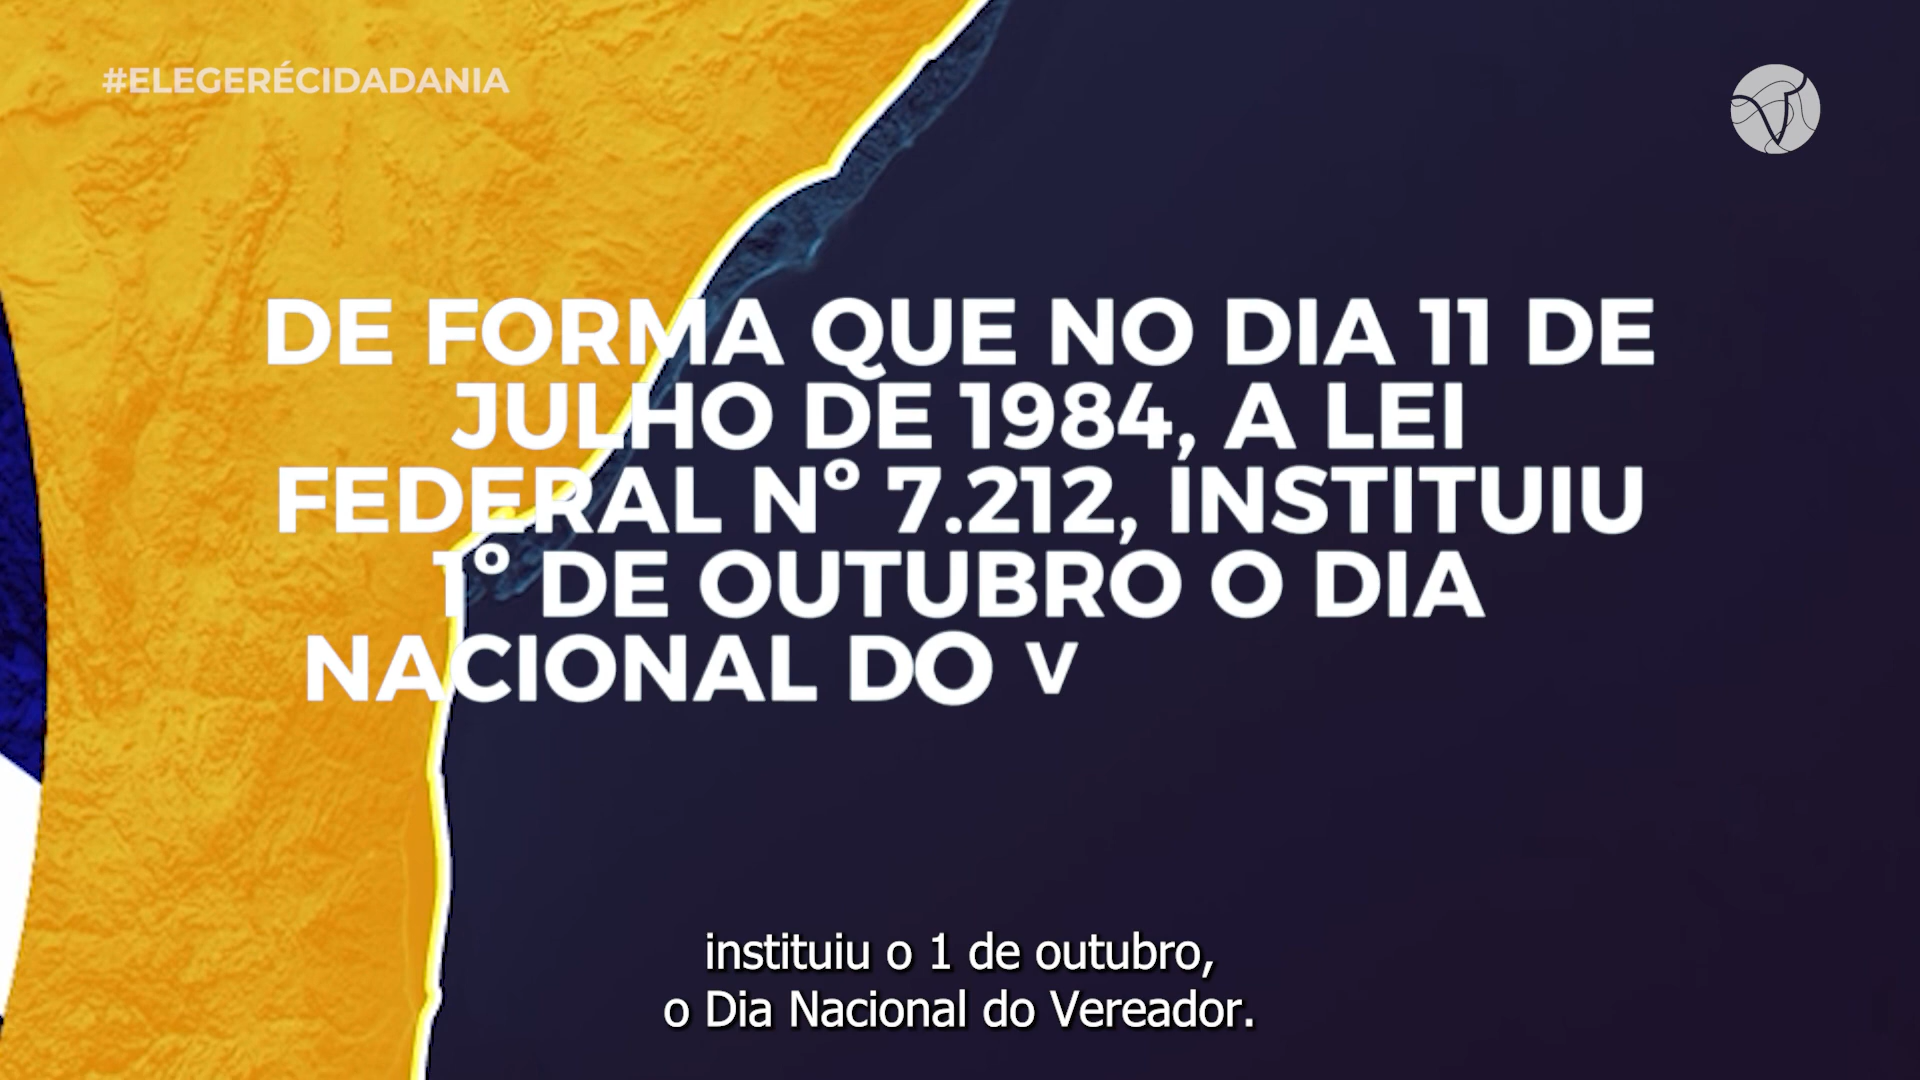 #ELEGERÉCIDADANIA
DE FORMA QUE NO DIA 11 DE
JULHO DE 1984, A LEI
FEDERAL Nº 7.212, INSTITUIU
1º DE OUTUBRO O DIA
NACIONAL DO V
instituiu o 1 de outubro,
o Dia Nacional do Vereador.